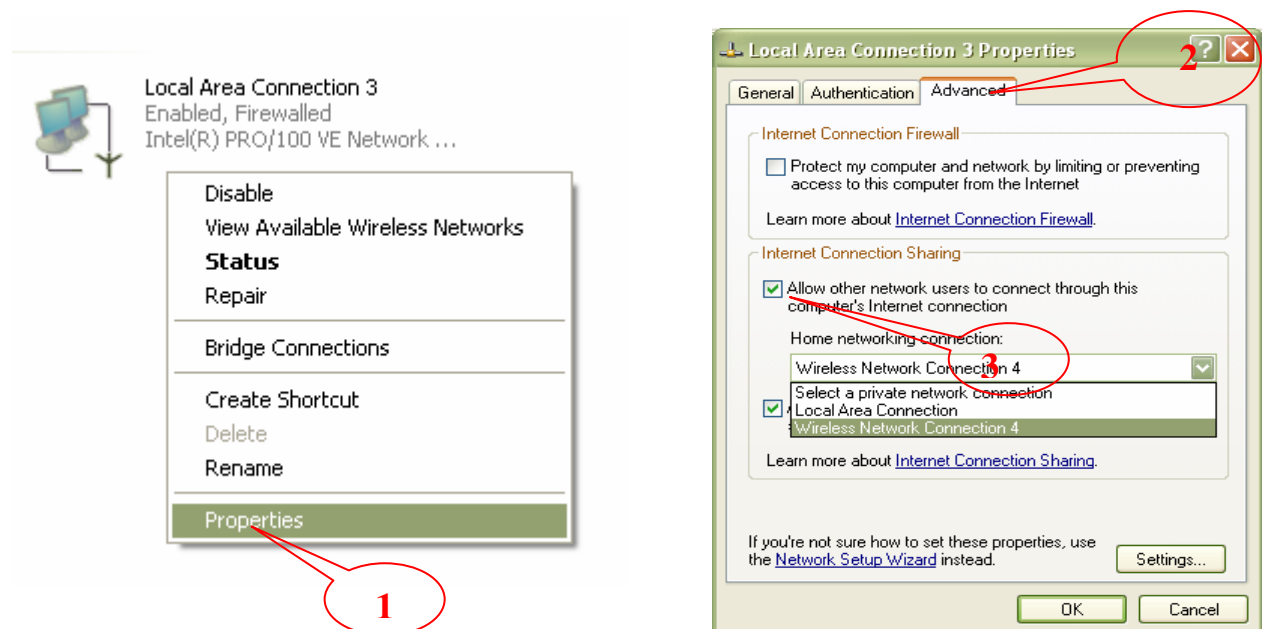 Local Area Connection 3
Enabled, Firewalled
Intel(R) PRO/100 VE Network ...
Disable
View Available Wireless Networks
Status
Repair
Bridge Connections
Create Shortcut
Delete
Rename
Properties
1
Local Area Connection 3 Properties
2
General Authentication Advanced
Internet Connection Firewall
Protect my computer and network by limiting or preventing
access to this computer from the Internet
Learn more about Internet Connection Firewall.
Internet Connection Sharing
Allow other network users to connect through this
computer's Internet connection
Home networking connection:
3
Wireless Network Connection 4
Select a private network connection
Local Area Connection
Wireless Network Connection 4
Learn more about Internet Connection Sharing.
If you're not sure how to set these properties, use
the Network Setup Wizard instead.
Settings...
OK Cancel